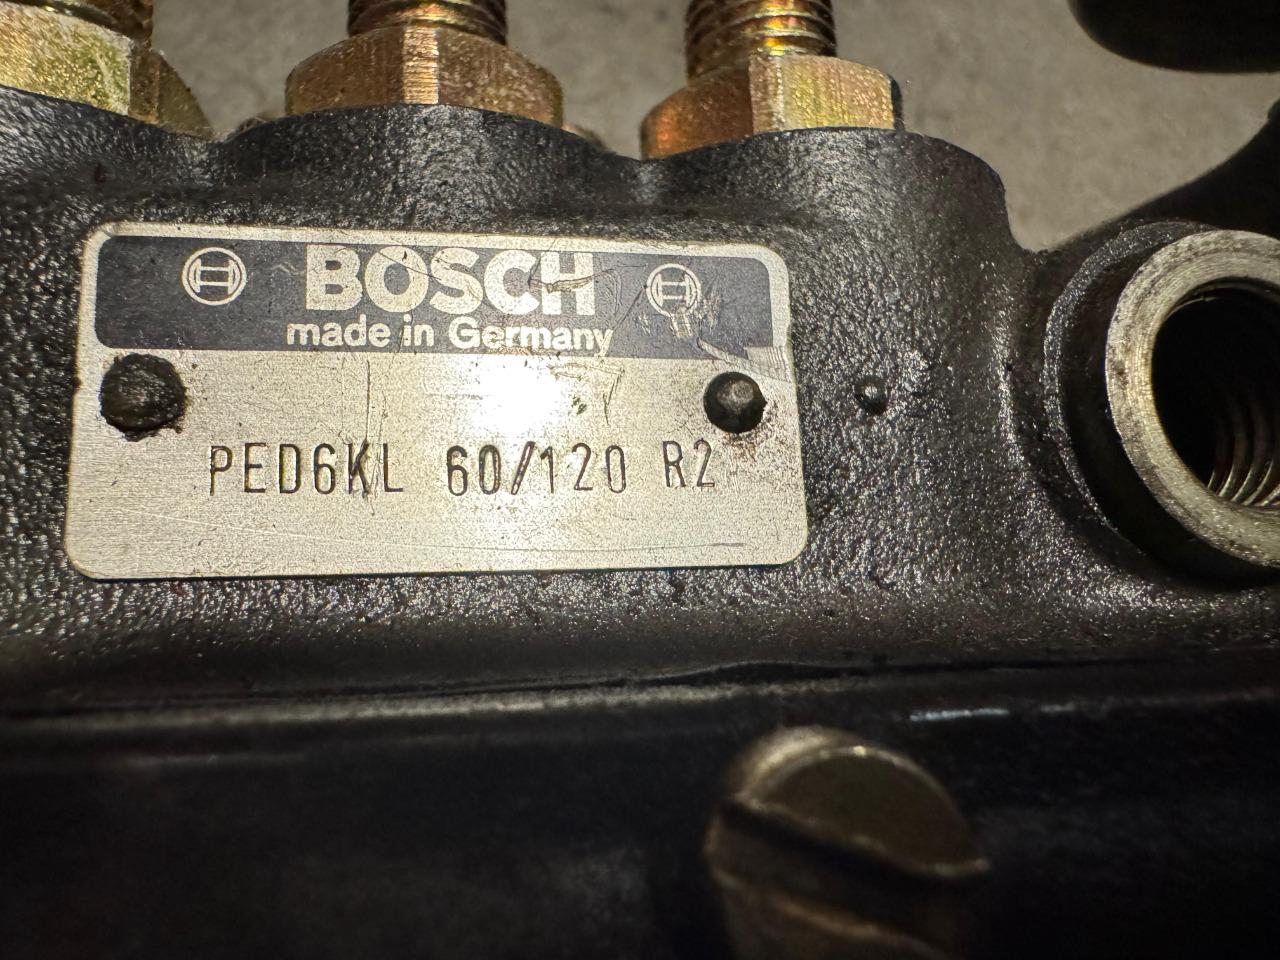 BOSCH
made in Germany
PED6KL 60/120 R2